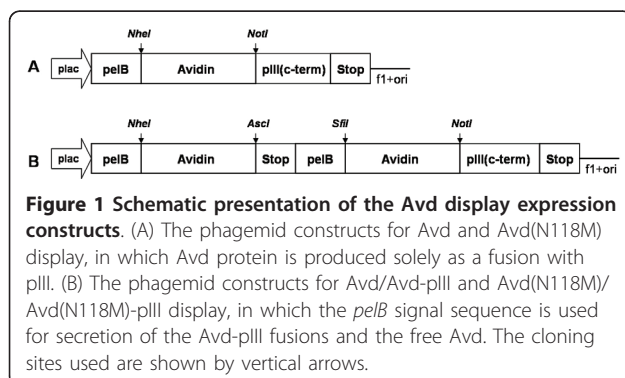 NheI NotI
A plac pelB Avidin pIII(c-term) Stop f1+ori
NheI AscI SfiI NotI
B plac pelB Avidin Stop pelB Avidin pIII(c-term) Stop f1+ori
Figure 1 Schematic presentation of the Avd display expression
constructs. (A) The phagemid constructs for Avd and Avd(N118M)
display, in which Avd protein is produced solely as a fusion with
pIII. (B) The phagemid constructs for Avd/Avd-pIII and Avd(N118M)/
Avd(N118M)-pIII display, in which the pelB signal sequence is used
for secretion of the Avd-pIII fusions and the free Avd. The cloning
sites used are shown by vertical arrows.